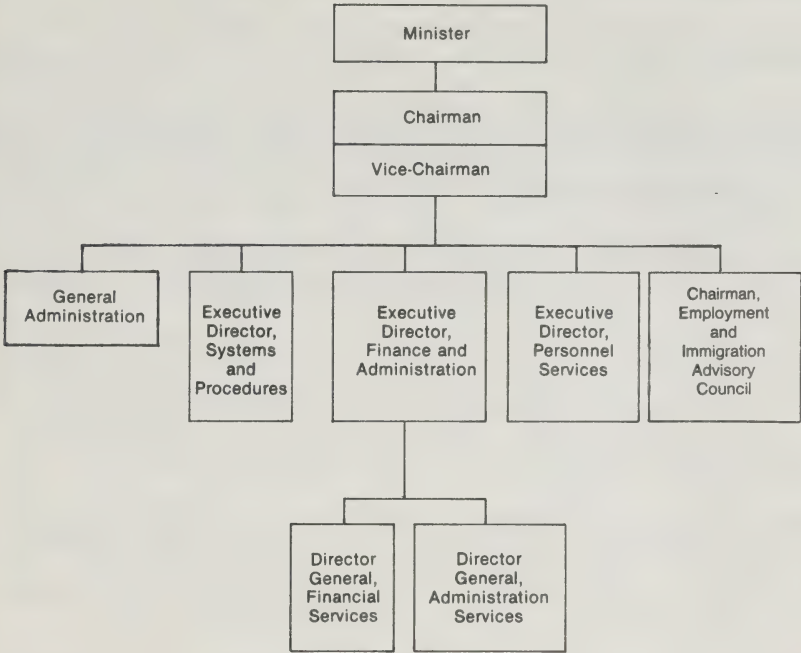 Minister
Chairman
Vice-Chairman
General
Administration
Executive
Director,
Systems
and
Procedures
Executive
Director,
Finance and
Administration
Executive
Director,
Personnel
Services
Chairman,
Employment
and
Immigration
Advisory
Council
Director
General,
Financial
Services
Director
General,
Administration
Services